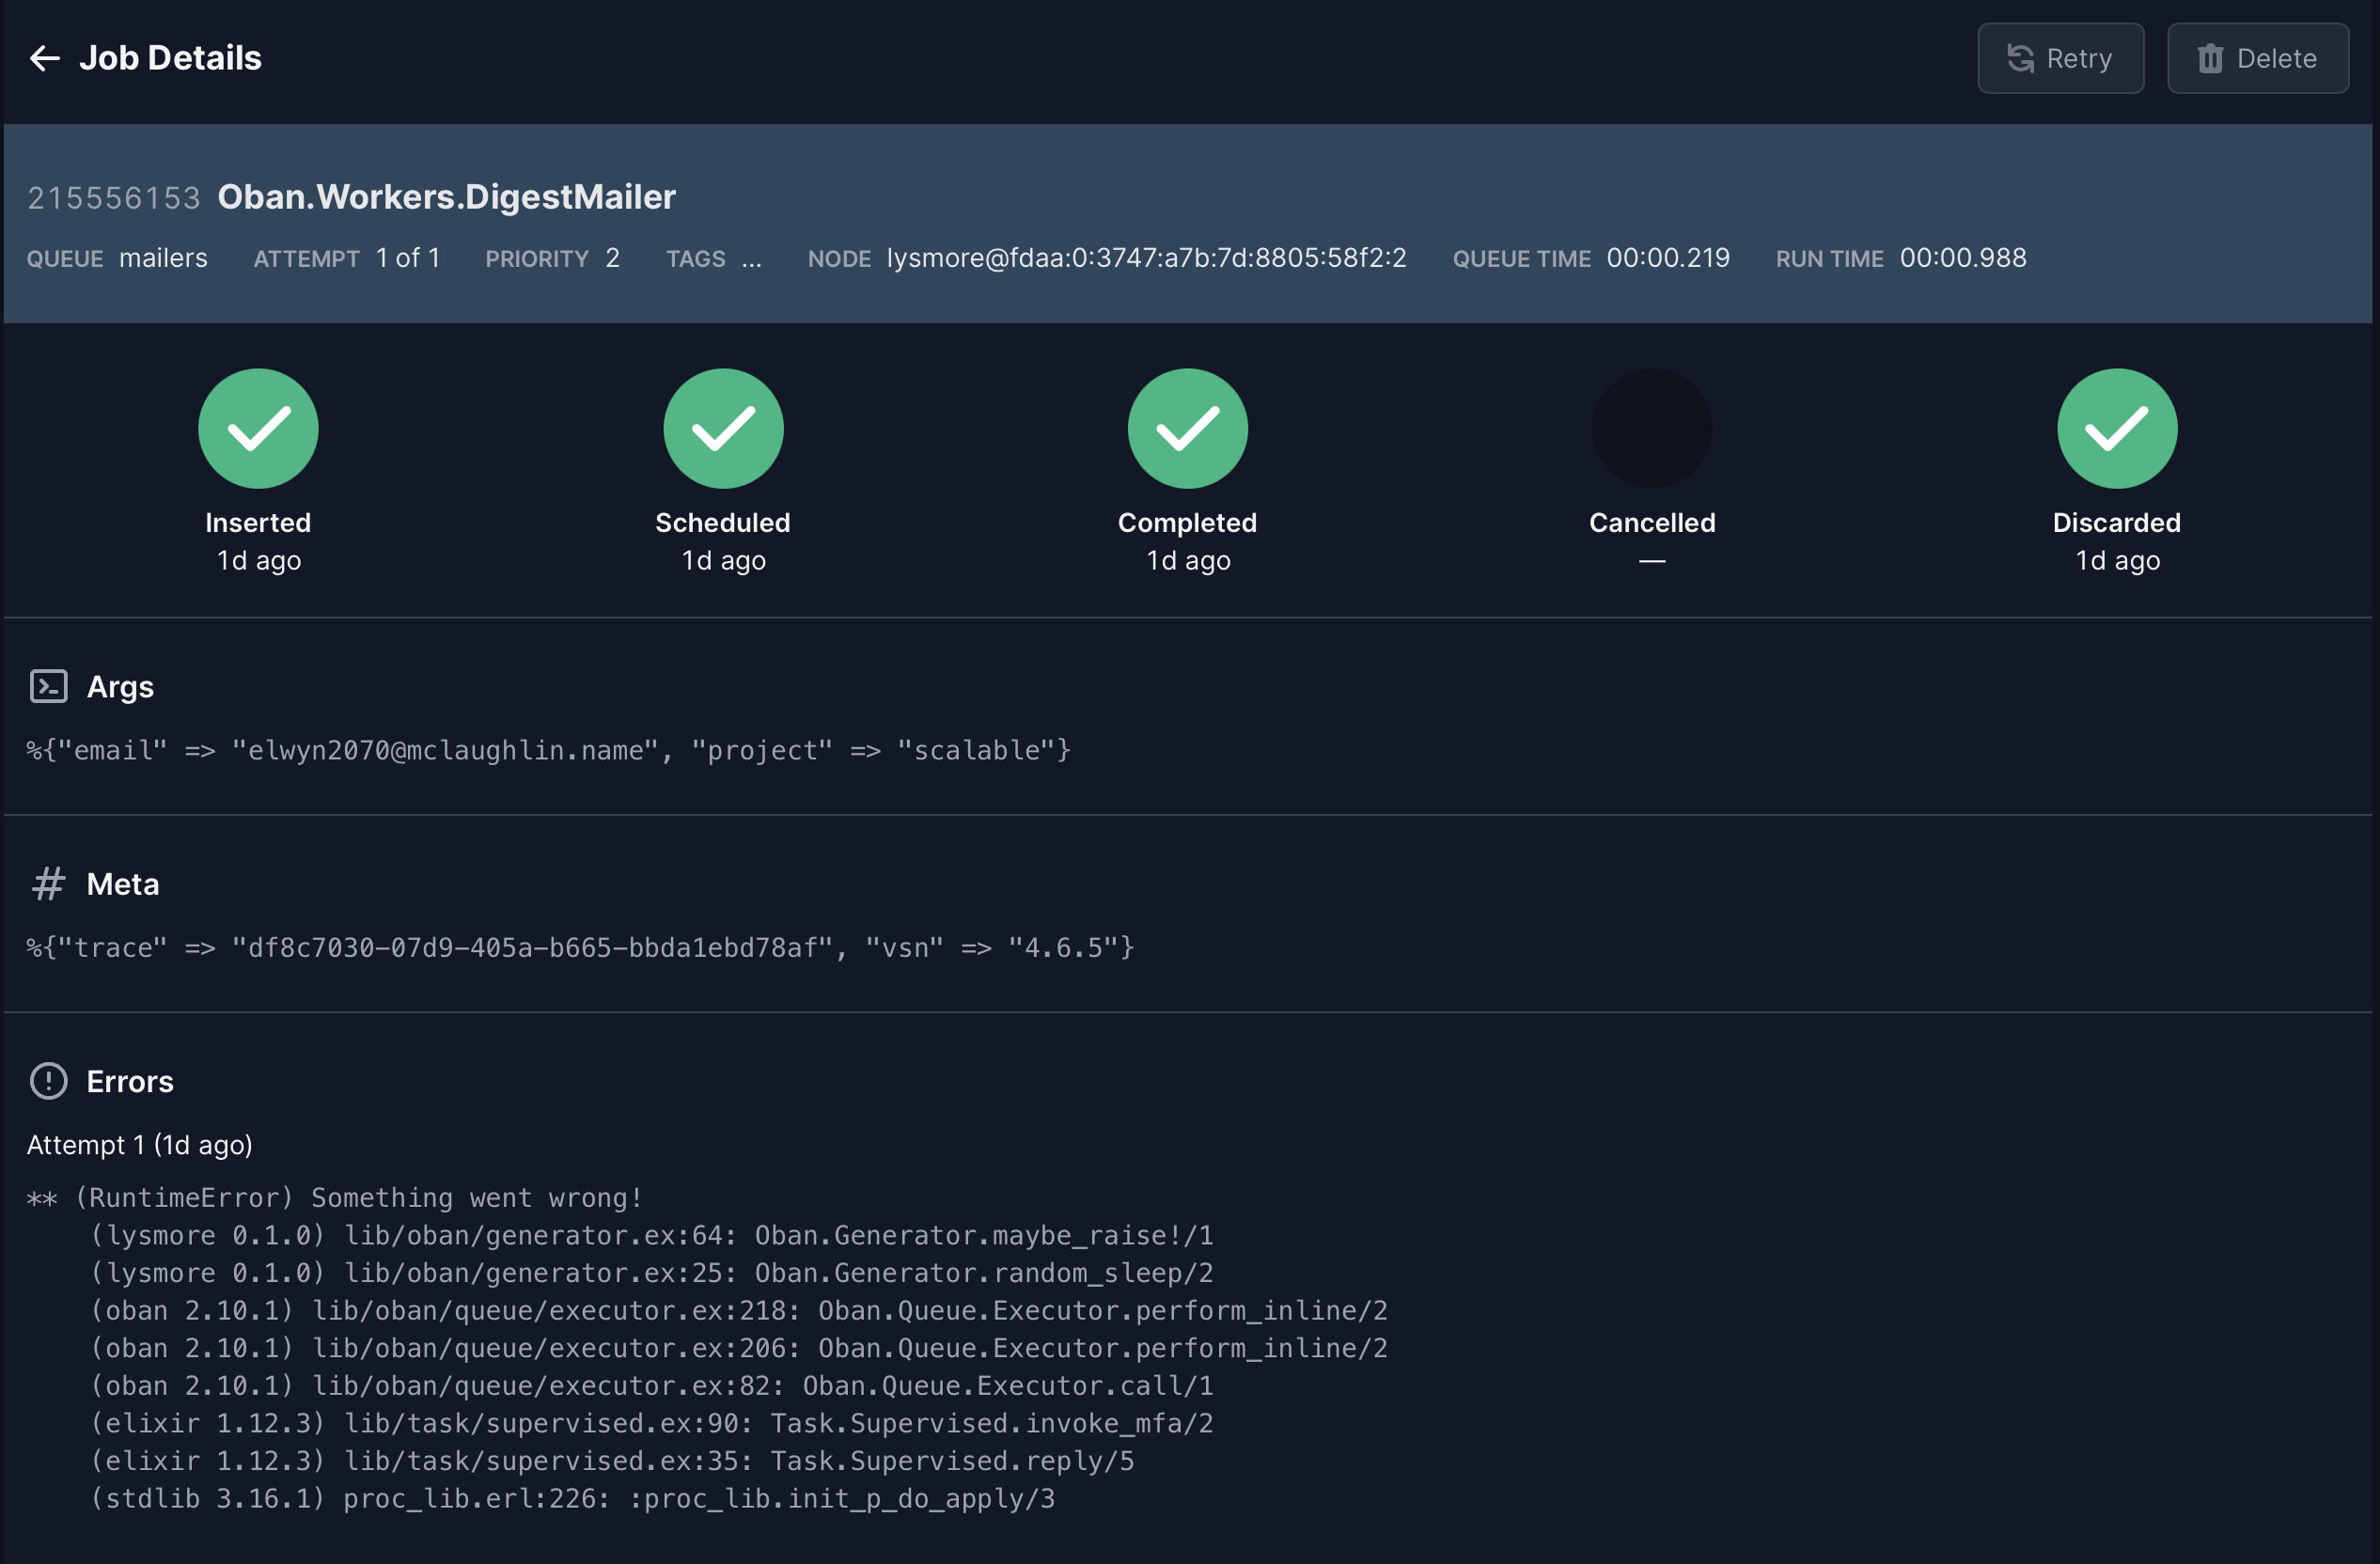 Job Details
Retry
Delete
215556153 Oban.Workers.DigestMailer
QUEUE mailers ATTEMPT 1 of 1 PRIORITY 2 TAGS ... NODE lysmore@fdaa:0:3747:a7b:7d:8805:58f2:2 QUEUE TIME 00:00.219 RUN TIME 00:00.988
Inserted
1d ago
Scheduled
1d ago
Completed
1d ago
Cancelled
—
Discarded
1d ago
Args
%{"email" => "elwyn2070@mclaughlin.name", "project" => "scalable"}
Meta
%{"trace" => "df8c7030-07d9-405a-b665-bbda1ebd78af", "vsn" => "4.6.5"}
Errors
Attempt 1 (1d ago)
** (RuntimeError) Something went wrong!
(lysmore 0.1.0) lib/oban/generator.ex:64: Oban.Generator.maybe_raise!/1
(lysmore 0.1.0) lib/oban/generator.ex:25: Oban.Generator.random_sleep/2
(oban 2.10.1) lib/oban/queue/executor.ex:218: Oban.Queue.Executor.perform_inline/2
(oban 2.10.1) lib/oban/queue/executor.ex:206: Oban.Queue.Executor.perform_inline/2
(oban 2.10.1) lib/oban/queue/executor.ex:82: Oban.Queue.Executor.call/1
(elixir 1.12.3) lib/task/supervised.ex:90: Task.Supervised.invoke_mfa/2
(elixir 1.12.3) lib/task/supervised.ex:35: Task.Supervised.reply/5
(stdlib 3.16.1) proc_lib.erl:226: :proc_lib.init_p_do_apply/3